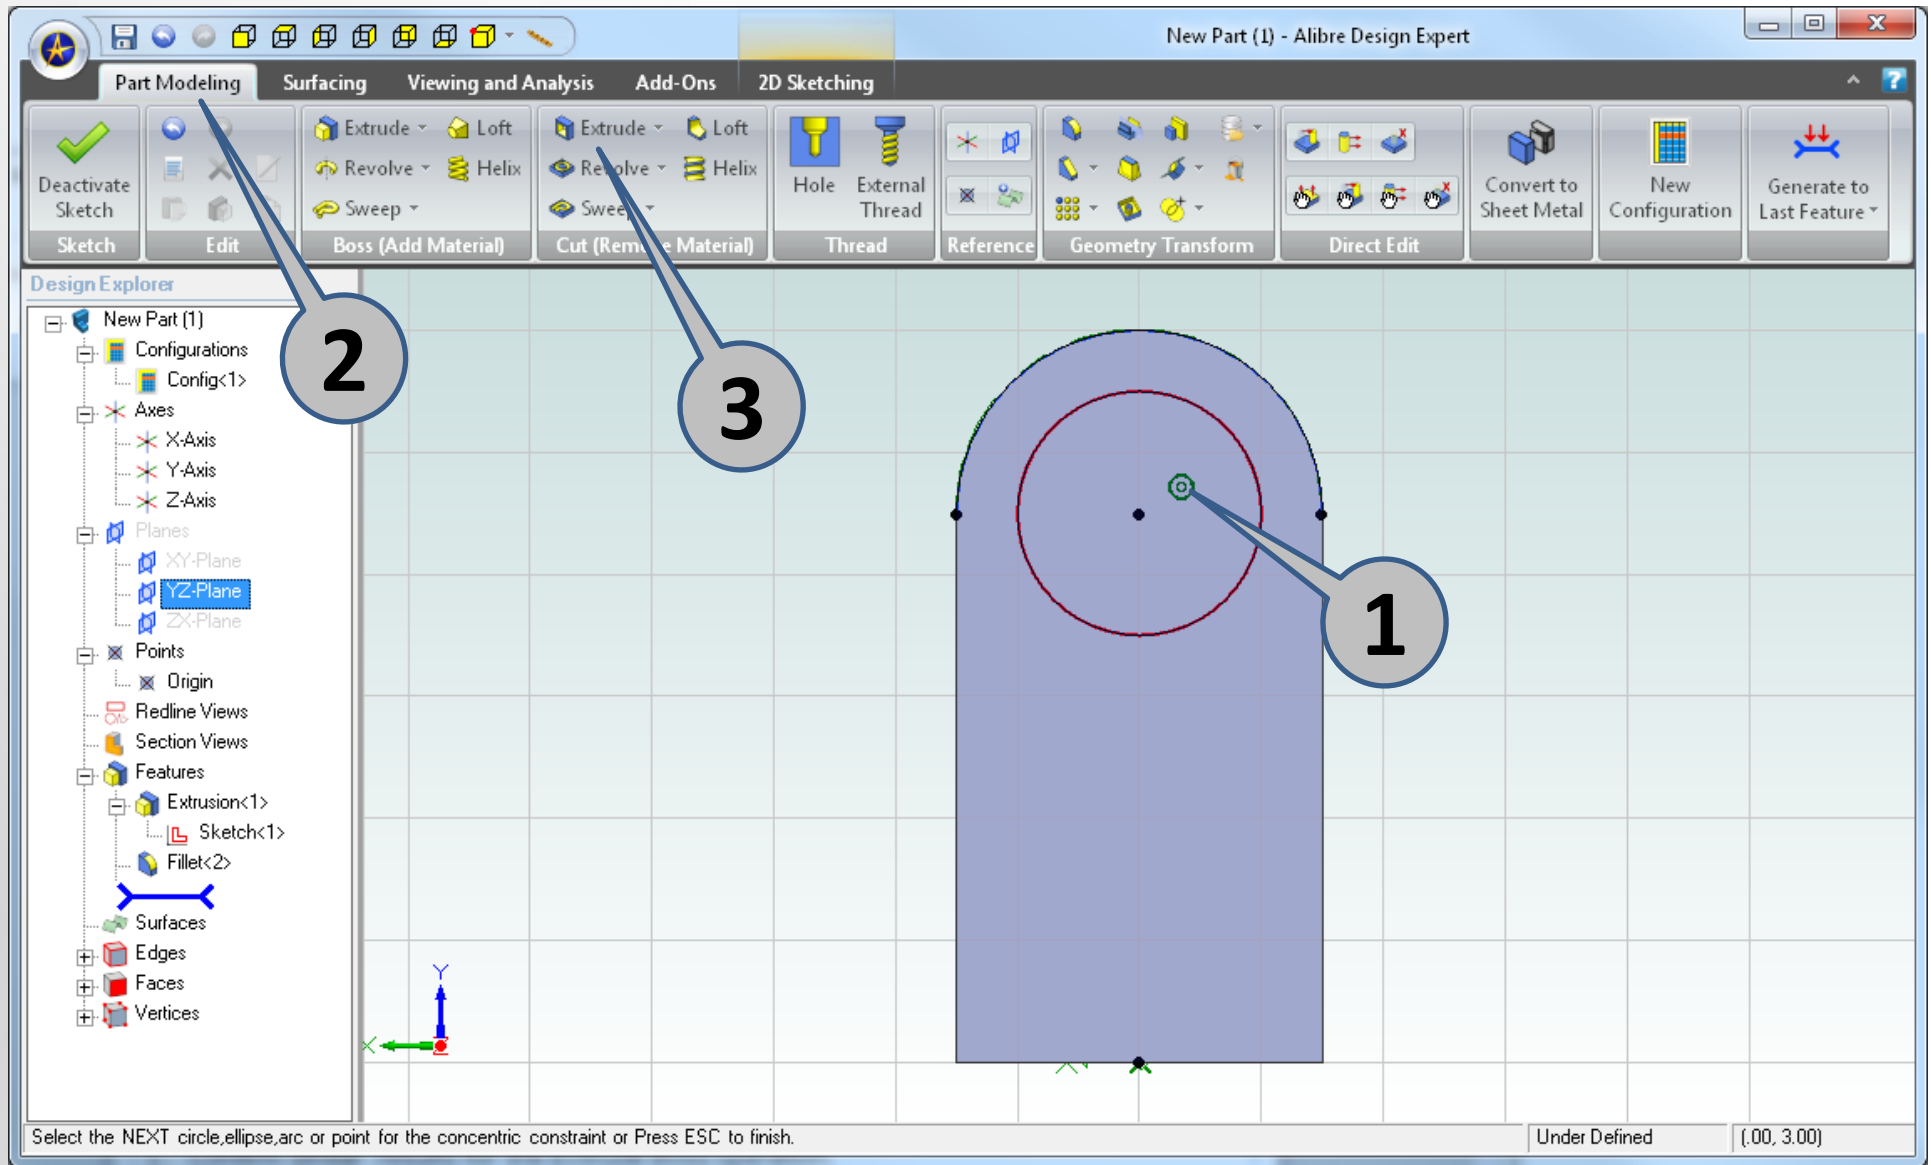 New Part (1) - Alibre Design Expert
Part Modeling Surfacing Viewing and Analysis Add-Ons 2D Sketching
Extrude Loft Extrude Loft
Revolve Helix Revolve Helix
Sweep Sweep
Deactivate Sketch
Hole External Thread
Convert to Sheet Metal
New Configuration
Generate to Last Feature
Sketch Edit Boss (Add Material) Cut (Remove Material) Thread Reference Geometry Transform Direct Edit
Design Explorer
New Part (1)
Configurations
Config<1>
Axes
X-Axis
Y-Axis
Z-Axis
Planes
XY-Plane
YZ-Plane
ZX-Plane
Points
Origin
Redline Views
Section Views
Features
Extrusion<1>
Sketch<1>
Fillet<2>
Surfaces
Edges
Faces
Vertices
2
3
1
Y
X
Z
Select the NEXT circle,ellipse,arc or point for the concentric constraint or Press ESC to finish.
Under Defined
(.00, 3.00)